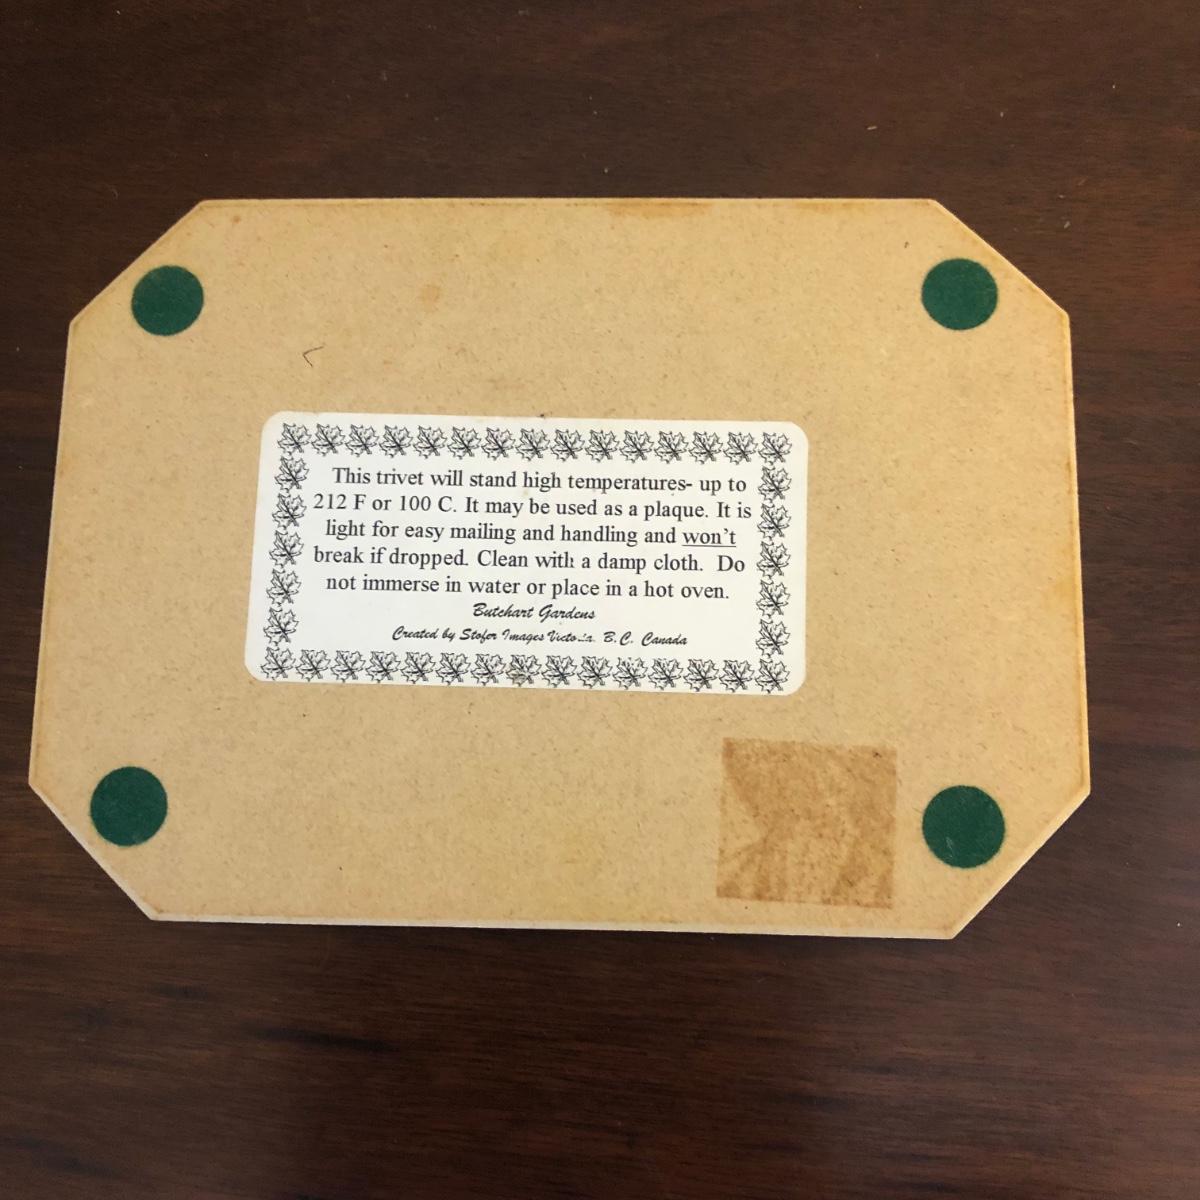 This trivet will stand high temperatures- up to
212 F or 100 C. It may be used as a plaque. It is
light for easy mailing and handling and won't
break if dropped. Clean with a damp cloth. Do
not immerse in water or place in a hot oven.
Butchart Gardens
Created by Stofer Images Victoria B.C. Canada